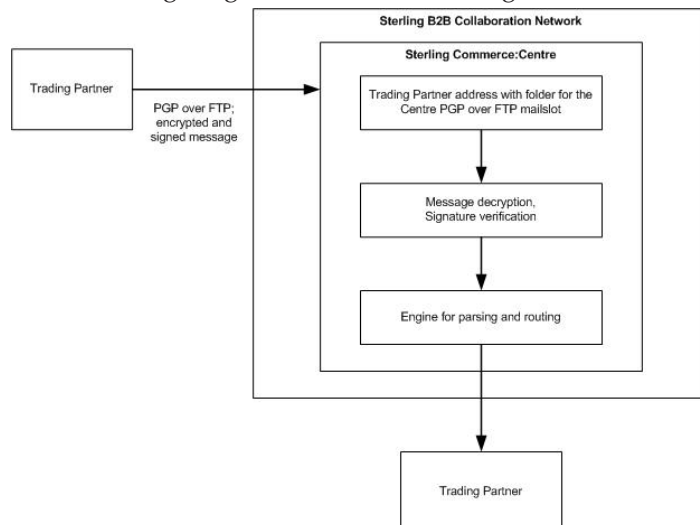 Sterling B2B Collaboration Network
Sterling Commerce:Centre
Trading Partner
PGP over FTP;
encrypted and
signed message
Trading Partner address with folder for the
Centre PGP over FTP mailslot
Message decryption,
Signature verification
Engine for parsing and routing
Trading Partner